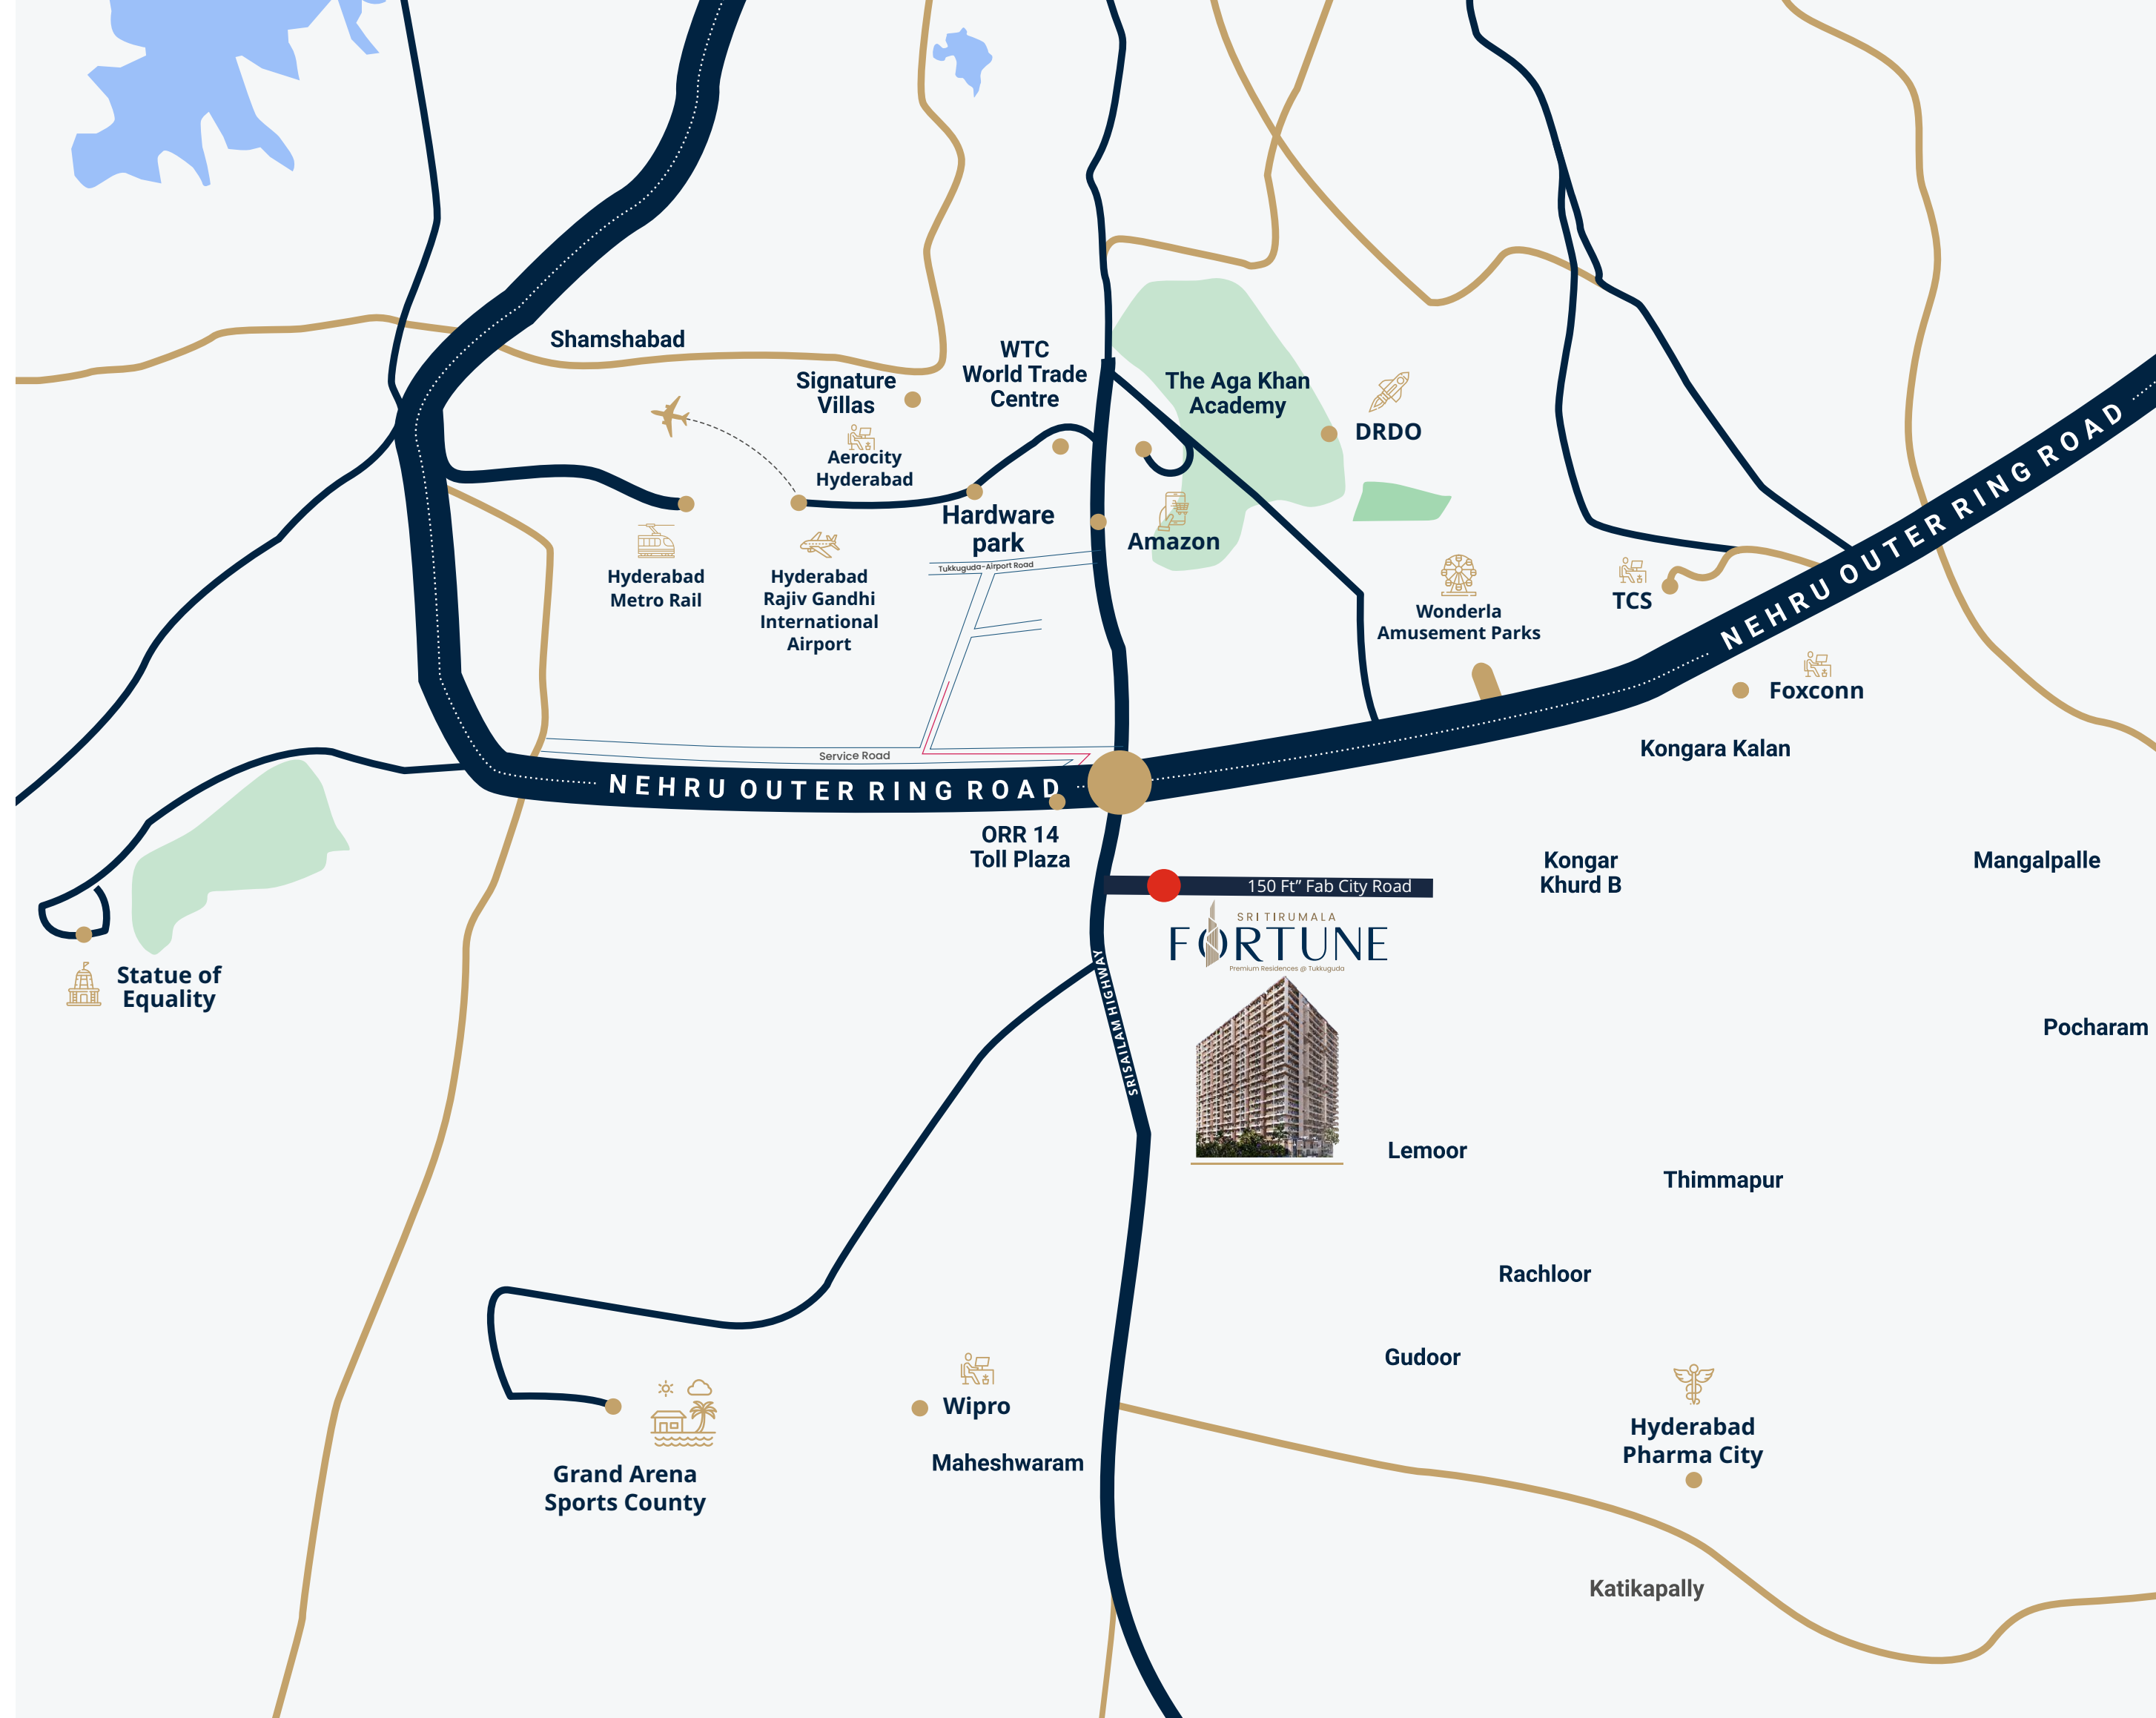 Shamshabad
Signature
Villas
WTC
World Trade
Centre
The Aga Khan
Academy
DRDO
Aerocity
Hyderabad
Hardware
park
Amazon
Tukkuguda-Airport Road
Hyderabad
Metro Rail
Hyderabad
Rajiv Gandhi
International
Airport
Wonderla
Amusement Parks
TCS
NEHRU OUTER RING ROAD
Foxconn
Kongara Kalan
Service Road
NEHRU OUTER RING ROAD
ORR 14
Toll Plaza
Kongar
Khurd B
Mangalpalle
150 Ft” Fab City Road
SRI TIRUMALA
FORTUNE
Premium Residences @ Tukkuguda
SRISAILAM HIGHWAY
Statue of
Equality
Pocharam
Lemoor
Thimmapur
Rachloor
Gudoor
Wipro
Maheshwaram
Hyderabad
Pharma City
Grand Arena
Sports County
Katikapally